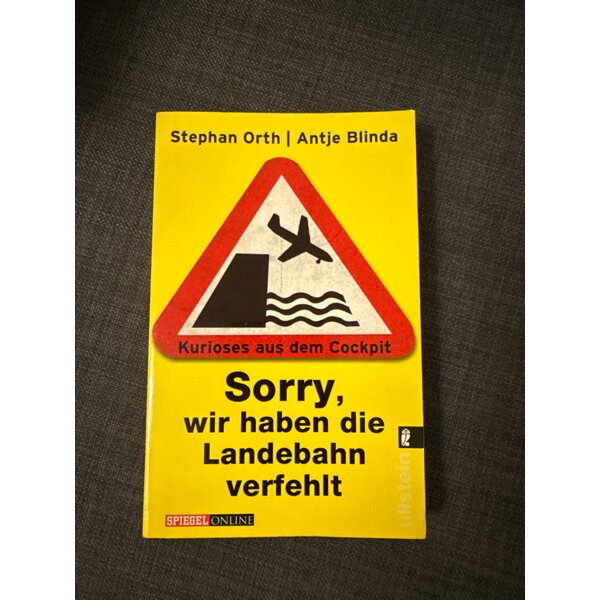 Stephan Orth | Antje Blinda
Kurioses aus dem Cockpit
Sorry,
wir haben die
Landebahn
verfehlt
ullstein
SPIEGEL ONLINE